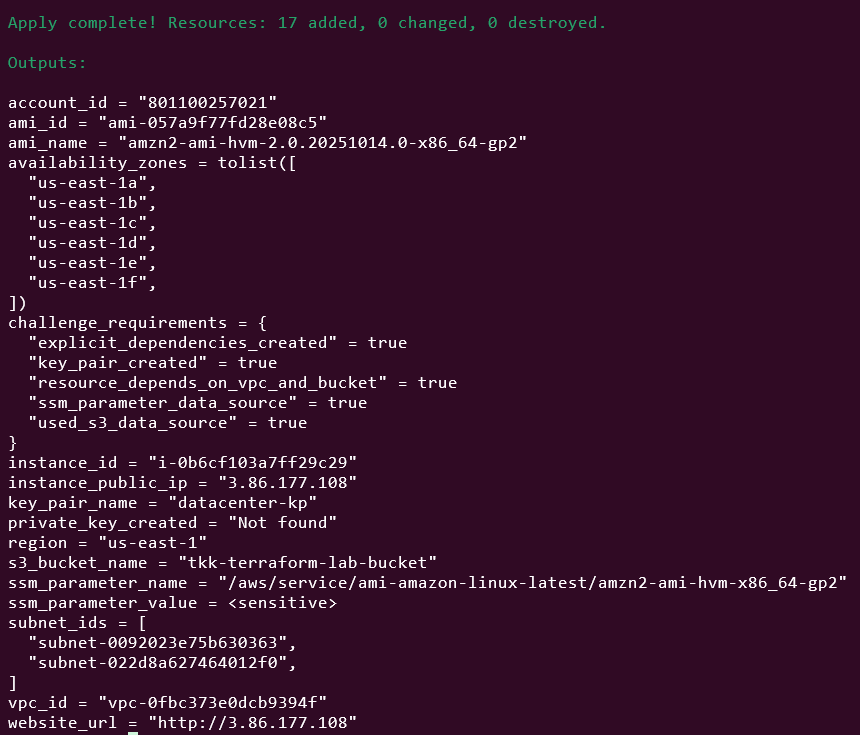 Apply complete! Resources: 17 added, 0 changed, 0 destroyed.
Outputs:
account_id = "801100257021"
ami_id = "ami-057a9f77fd28e08c5"
ami_name = "amzn2-ami-hvm-2.0.20251014.0-x86_64-gp2"
availability_zones = tolist([
  "us-east-1a",
  "us-east-1b",
  "us-east-1c",
  "us-east-1d",
  "us-east-1e",
  "us-east-1f",
])
challenge_requirements = {
  "explicit_dependencies_created" = true
  "key_pair_created" = true
  "resource_depends_on_vpc_and_bucket" = true
  "ssm_parameter_data_source" = true
  "used_s3_data_source" = true
}
instance_id = "i-0b6cf103a7ff29c29"
instance_public_ip = "3.86.177.108"
key_pair_name = "datacenter-kp"
private_key_created = "Not found"
region = "us-east-1"
s3_bucket_name = "tkk-terraform-lab-bucket"
ssm_parameter_name = "/aws/service/ami-amazon-linux-latest/amzn2-ami-hvm-x86_64-gp2"
ssm_parameter_value = <sensitive>
subnet_ids = [
  "subnet-0092023e75b630363",
  "subnet-022d8a627464012f0",
]
vpc_id = "vpc-0fbc373e0dcb9394f"
website_url = "http://3.86.177.108"